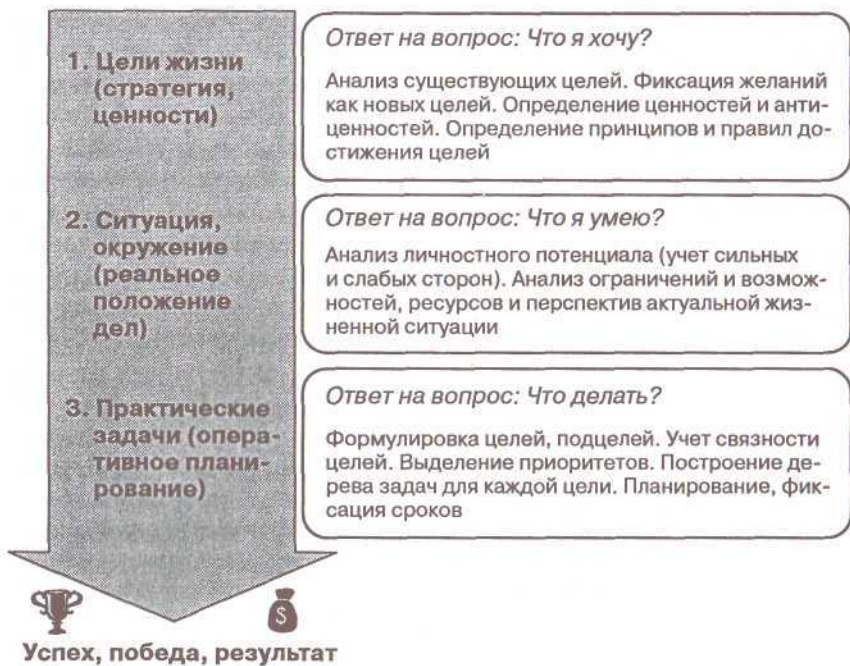 1. Цели жизни
(стратегия,
ценности)
Ответ на вопрос: Что я хочу?
Анализ существующих целей. Фиксация желаний
как новых целей. Определение ценностей и анти-
ценностей. Определение принципов и правил до-
стижения целей
2. Ситуация,
окружение
(реальное
положение
дел)
Ответ на вопрос: Что я умею?
Анализ личностного потенциала (учет сильных
и слабых сторон). Анализ ограничений и возмож-
ностей, ресурсов и перспектив актуальной жиз-
ненной ситуации
3. Практические
задачи (опера-
тивное плани-
рование)
Ответ на вопрос: Что делать?
Формулировка целей, подцелей. Учет связности
целей. Выделение приоритетов. Построение де-
рева задач для каждой цели. Планирование, фик-
сация сроков
$
Успех, победа, результат